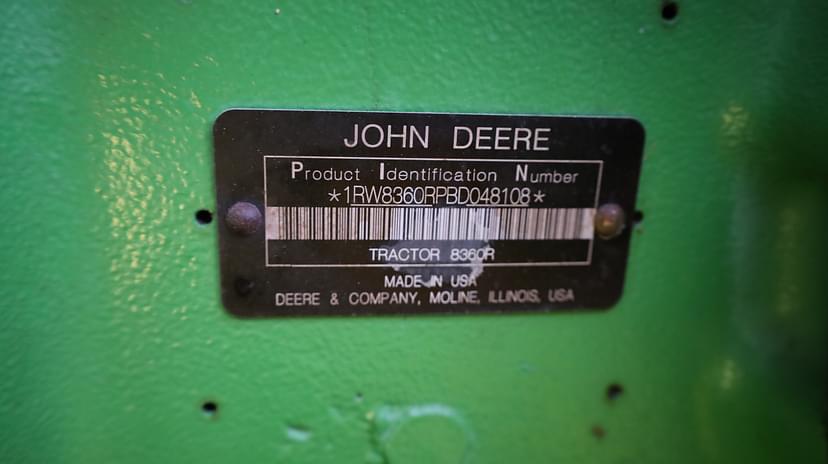 JOHN DEERE
Product Identification Number
*1RW8360RPBD048108*
TRACTOR 8360R
MADE IN USA
DEERE & COMPANY, MOLINE, ILLINOIS, USA